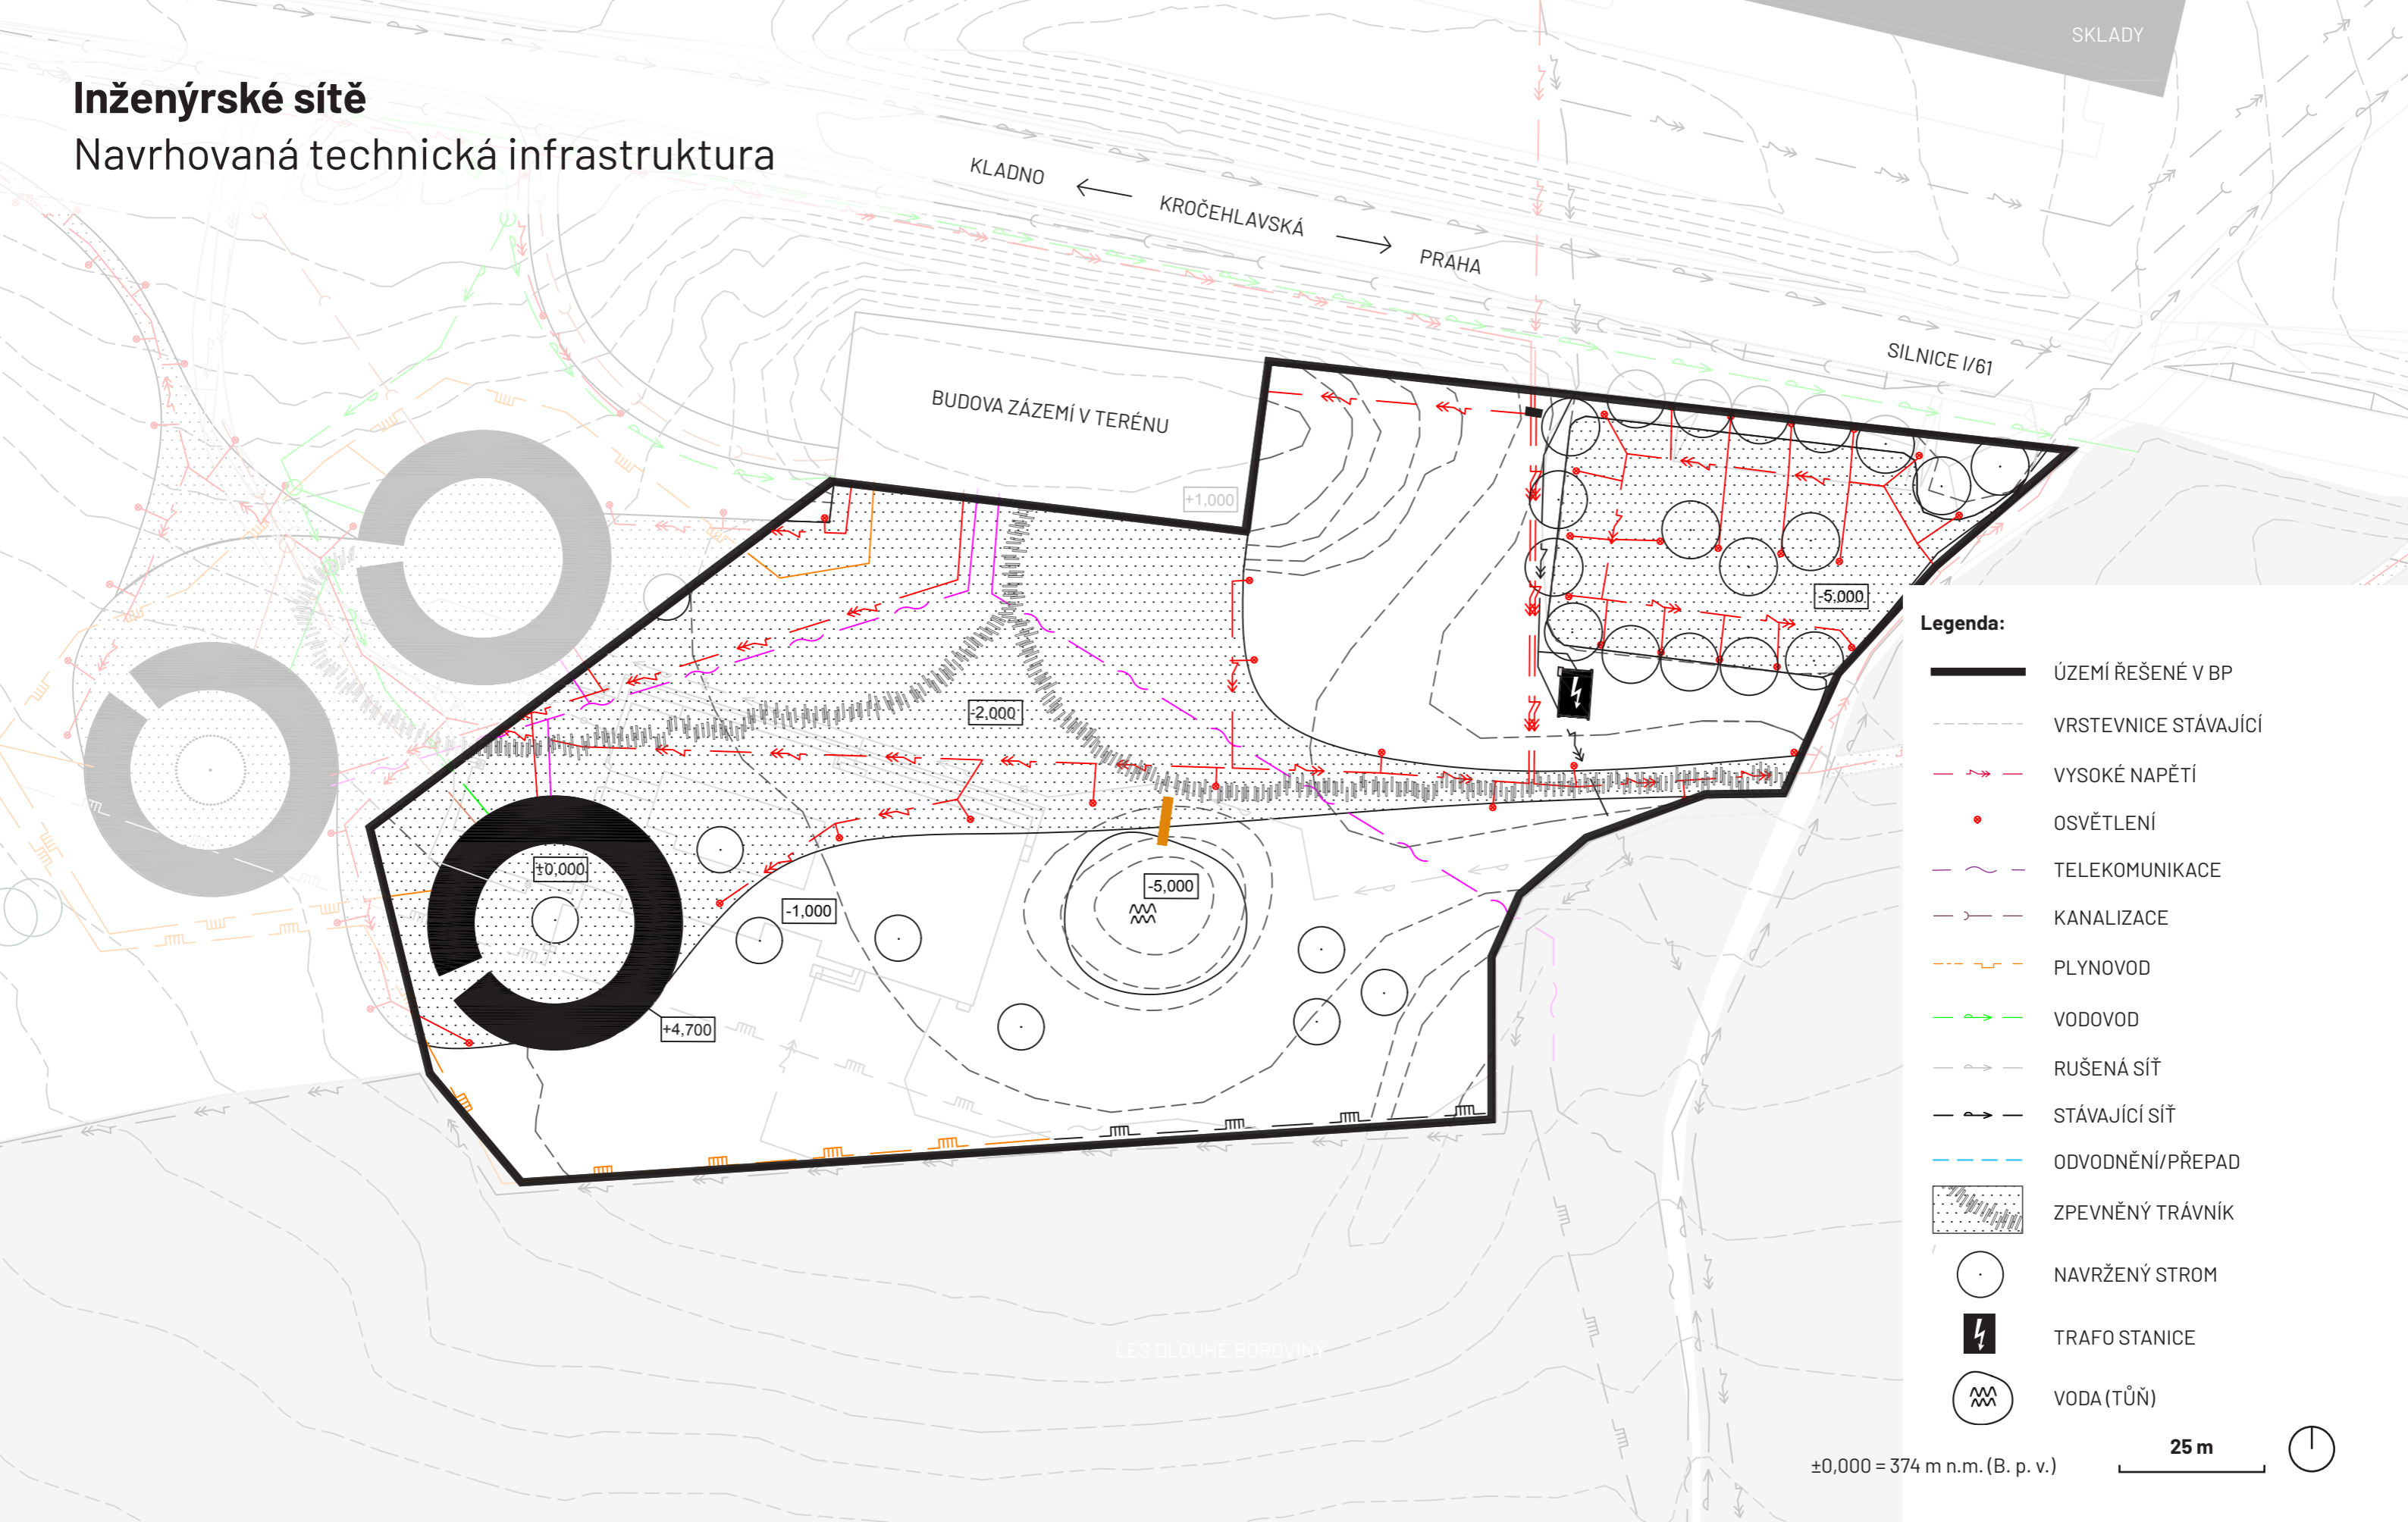 Inženýrské sítě
Navrhovaná technická infrastruktura
SKLADY
KLADNO
KROČEHLAVSKÁ
PRAHA
SILNICE I/61
BUDOVA ZÁZEMÍ V TERÉNU
+1,000
-5,000
-2,000
±0,000
-1,000
-5,000
+4,700
LES DLOUHÉ BOROVINY
Legenda:
ÚZEMÍ ŘEŠENÉ V BP
VRSTEVNICE STÁVAJÍCÍ
VYSOKÉ NAPĚTÍ
OSVĚTLENÍ
TELEKOMUNIKACE
KANALIZACE
PLYNOVOD
VODOVOD
RUŠENÁ SÍŤ
STÁVAJÍCÍ SÍŤ
ODVODNĚNÍ/PŘEPAD
ZPEVNĚNÝ TRÁVNÍK
NAVRŽENÝ STROM
TRAFO STANICE
VODA (TŮŇ)
25 m
±0,000 = 374 m n.m. (B. p. v.)